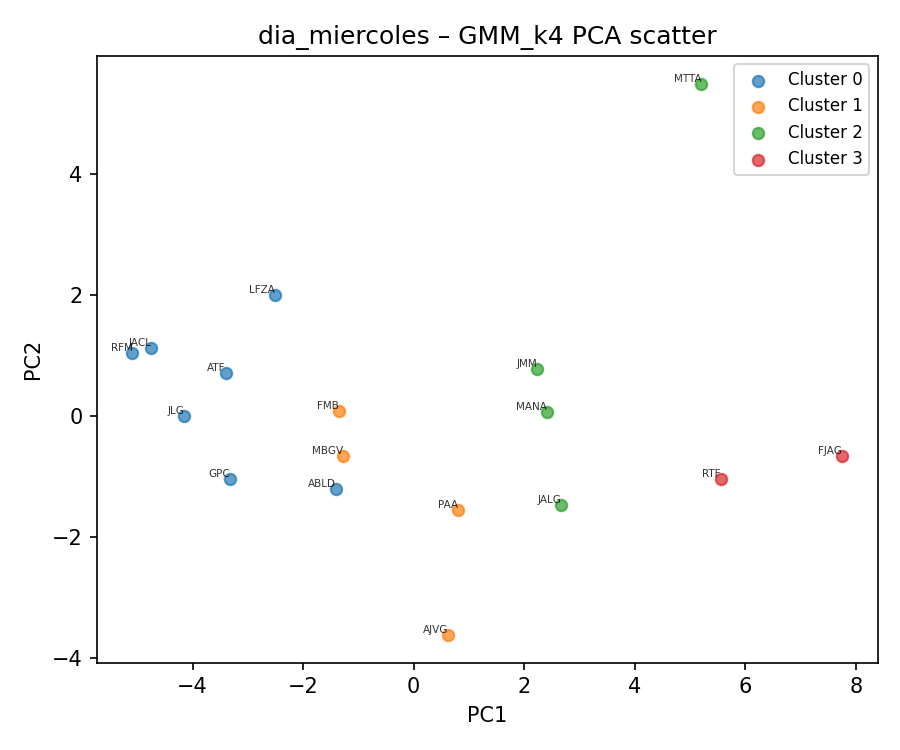 dia_miercoles – GMM_k4 PCA scatter
MTTA
Cluster 0
Cluster 1
Cluster 2
Cluster 3
4
LFZA
2
JACL
RFM
ATF
JMM
FMB
MANA
JLG
0
MBGV
FJAG
GPC
RTF
ABLD
JALG
PAA
−2
AJVG
−4
−4 −2 0 2 4 6 8
PC1
PC2